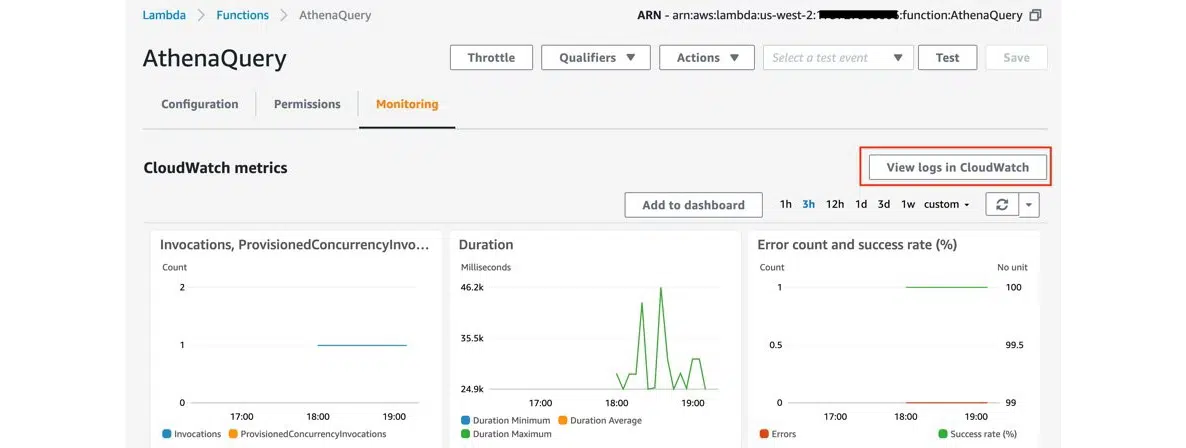 Lambda > Functions > AthenaQuery
ARN - arn:aws:lambda:us-west-2: :function:AthenaQuery
AthenaQuery
Throttle Qualifiers Actions Select a test event Test Save
Configuration Permissions Monitoring
CloudWatch metrics
View logs in CloudWatch
Add to dashboard 1h 3h 12h 1d 3d 1w custom
Invocations, ProvisionedConcurrencyInvo...
Count
2
1
0
17:00 18:00 19:00
Invocations ProvisionedConcurrencyInvocations
Duration
Milliseconds
46.2k
35.5k
24.9k
17:00 18:00 19:00
Duration Minimum Duration Average
Duration Maximum
Error count and success rate (%)
Count No unit
1 100
0.5 99.5
0 99
17:00 18:00 19:00
Errors Success rate (%)